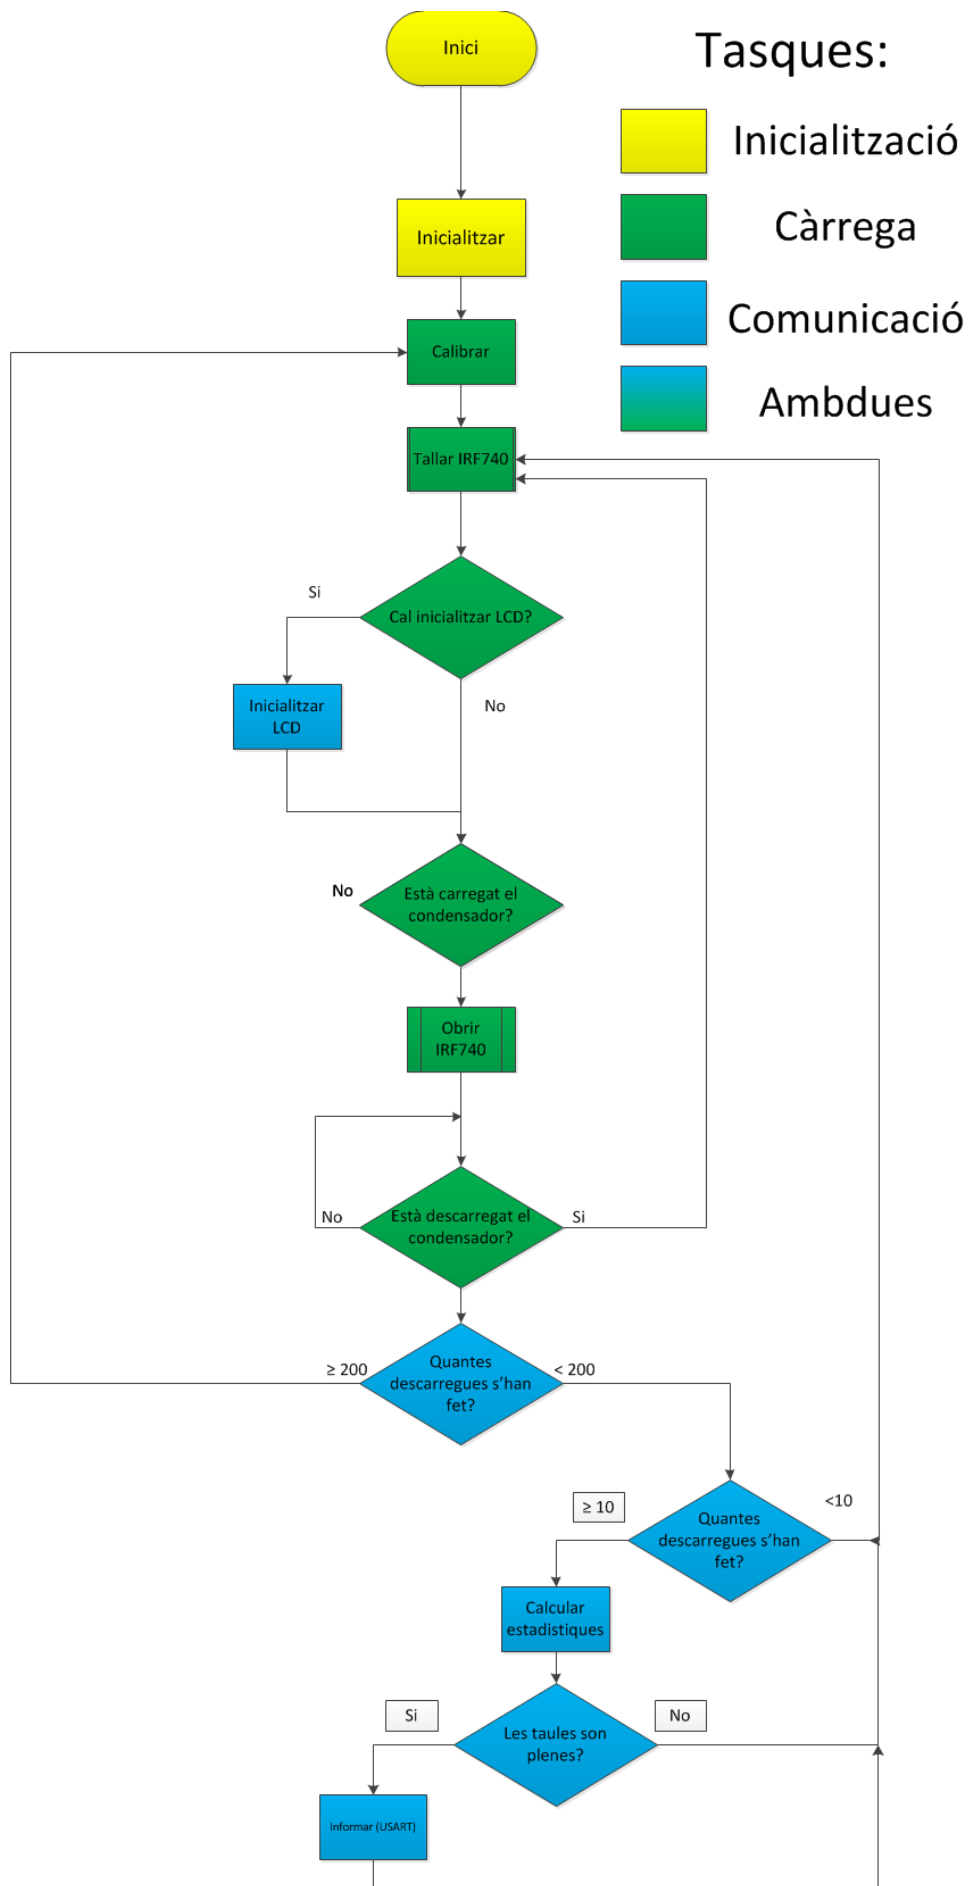 Inici
Tasques:
Inicialització
Càrrega
Comunicació
Ambdues
Inicialitzar
Calibrar
Tallar IRF740
Cal inicialitzar LCD?
Si
No
Inicialitzar
LCD
Està carregat el
condensador?
No
Obrir
IRF740
Està descarregat el
condensador?
No
Si
Quantes
descarregues s'han
fet?
≥ 200
< 200
Quantes
descarregues s'han
fet?
≥ 10
<10
Calcular
estadistiques
Les taules son
plenes?
Si
No
Informar (USART)